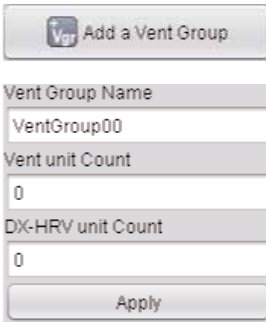 Vgr Add a Vent Group
Vent Group Name
VentGroup00
Vent unit Count
0
DX-HRV unit Count
0
Apply